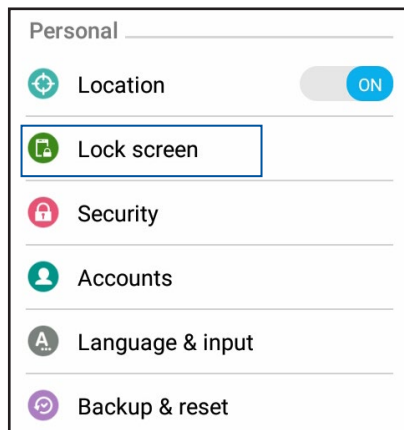 Personal
Location ON
Lock screen
Security
Accounts
A... Language & input
Backup & reset